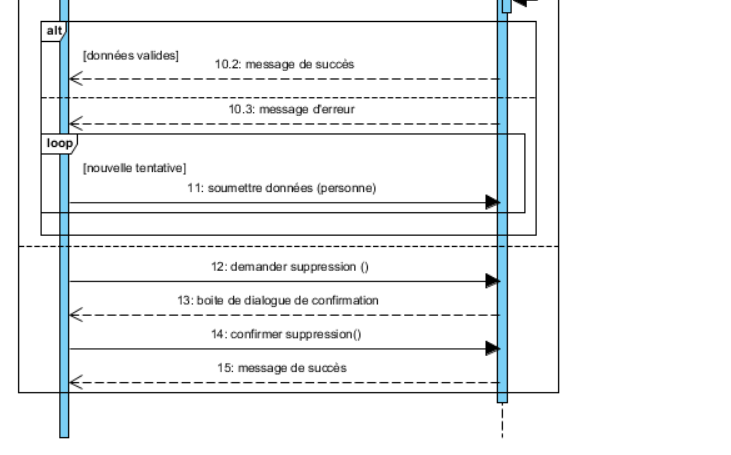 alt
[données valides]
10.2: message de succès
10.3: message d'erreur
loop
[nouvelle tentative]
11: soumettre données (personne)
12: demander suppression ()
13: boite de dialogue de confirmation
14: confirmer suppression()
15: message de succès